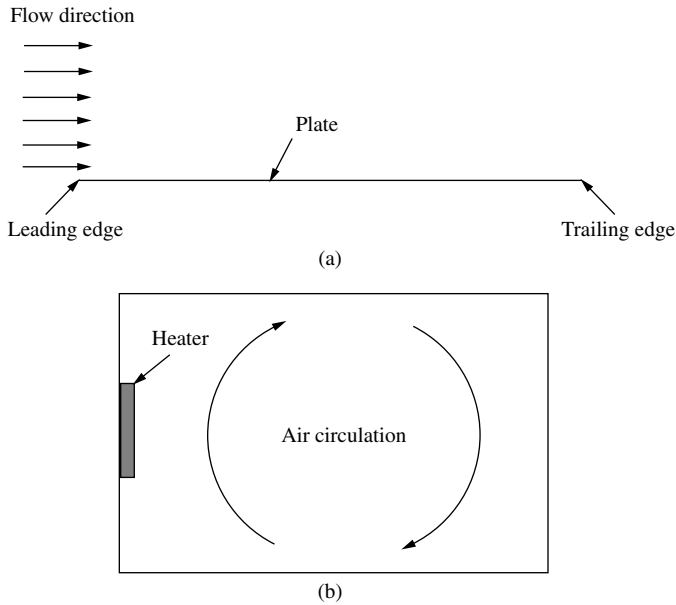 Flow direction
Plate
Leading edge
Trailing edge
(a)
Heater
Air circulation
(b)